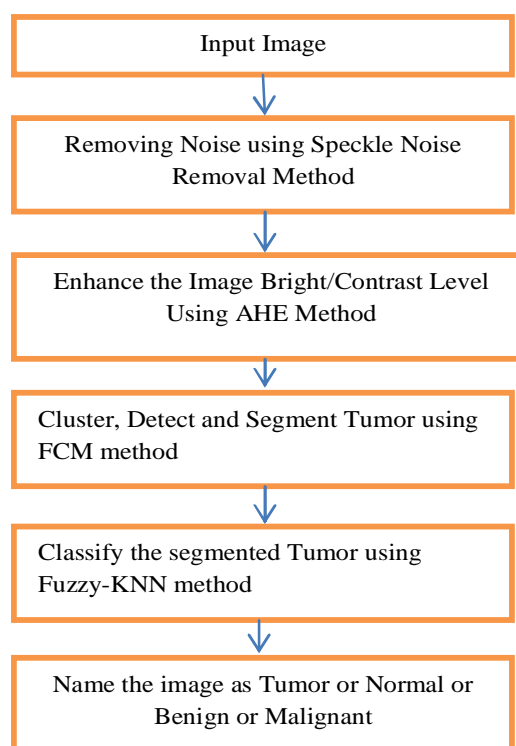 Input Image
Removing Noise using Speckle Noise
Removal Method
Enhance the Image Bright/Contrast Level
Using AHE Method
Cluster, Detect and Segment Tumor using
FCM method
Classify the segmented Tumor using
Fuzzy-KNN method
Name the image as Tumor or Normal or
Benign or Malignant